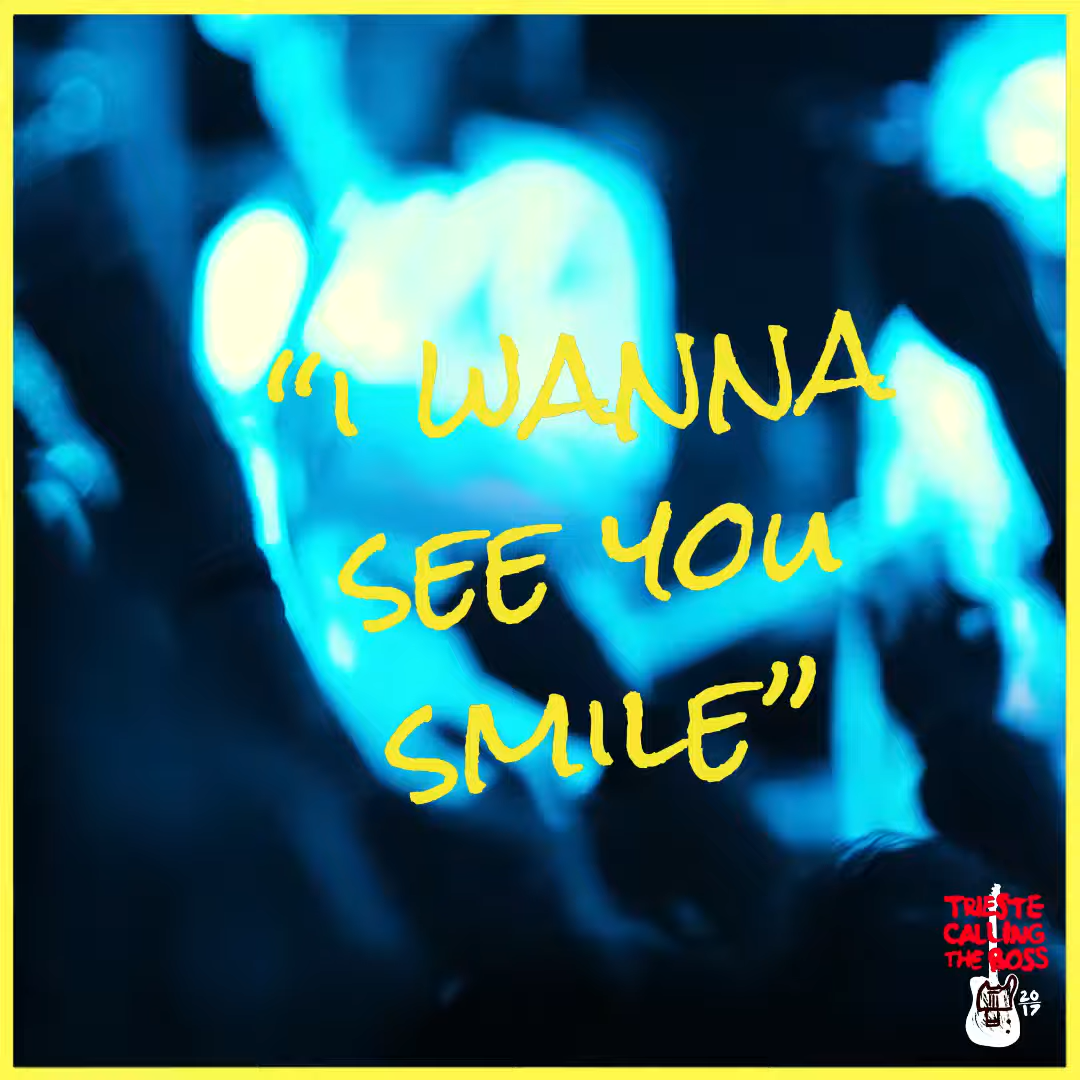 “I WANNA
SEE YOU
SMILE”
TRIESTE
CALLING
THE BOSS
20
17